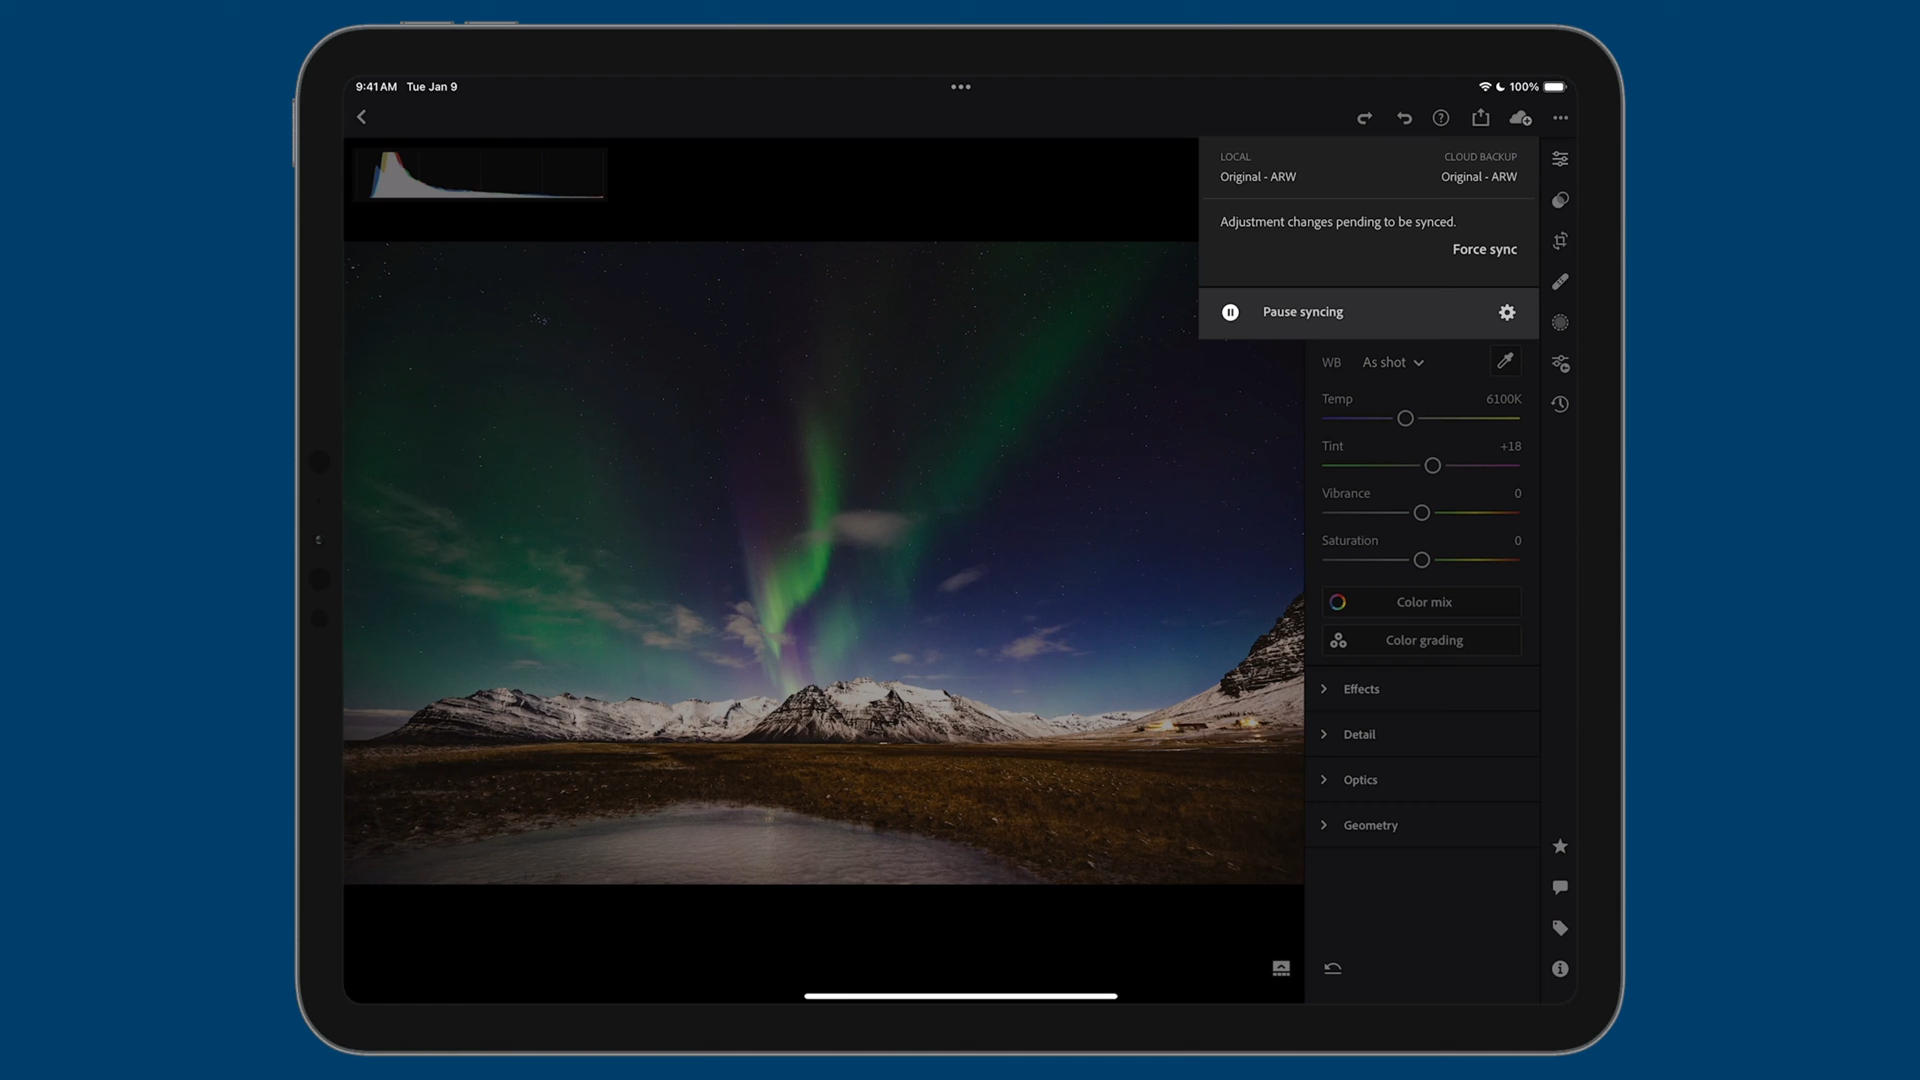 9:41 AM Tue Jan 9
100%
LOCAL
CLOUD BACKUP
Original - ARW
Original - ARW
Adjustment changes pending to be synced.
Force sync
Pause syncing
WB As shot
Temp 6100K
Tint +18
Vibrance 0
Saturation 0
Color mix
Color grading
Effects
Detail
Optics
Geometry